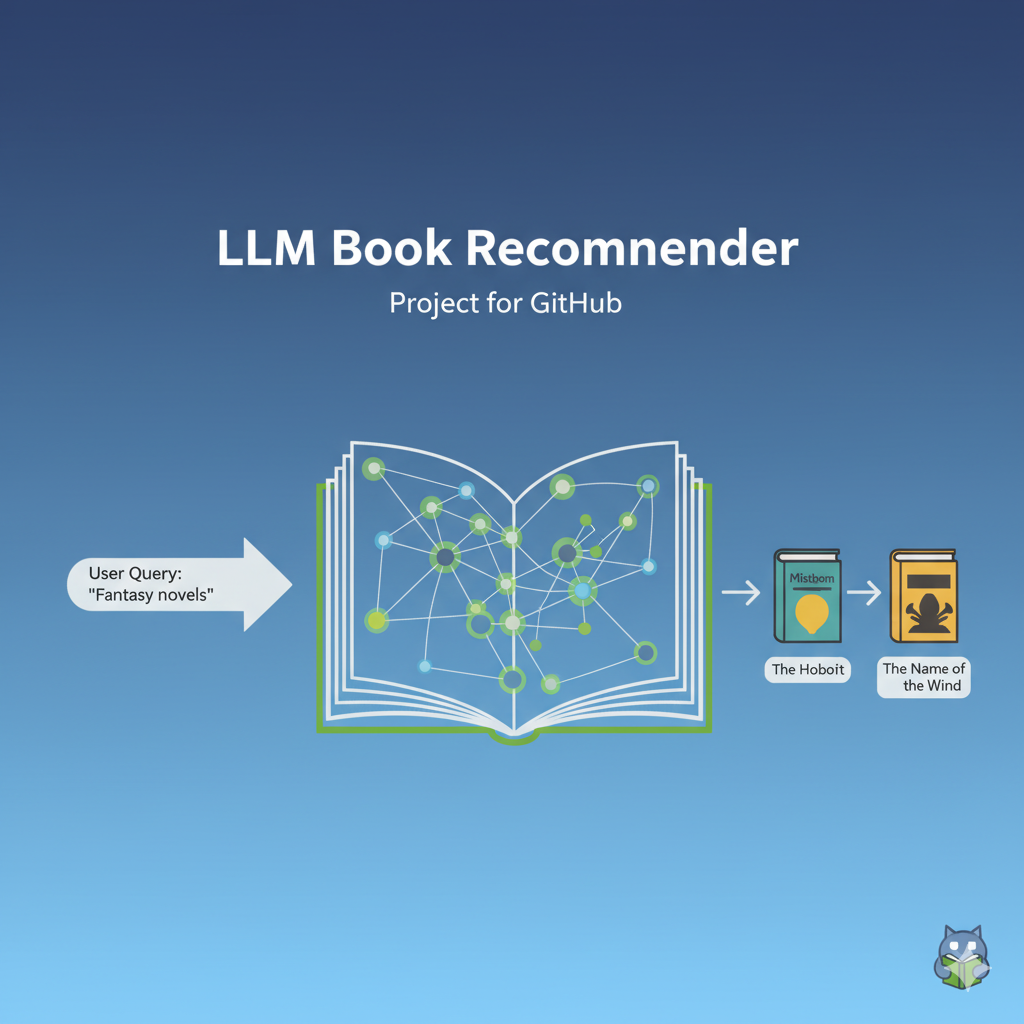 LLM Book Recomnender
Project for GitHub
User Query:
"Fantasy novels"
Mistbom
The Hoboit
The Name of
the Wind